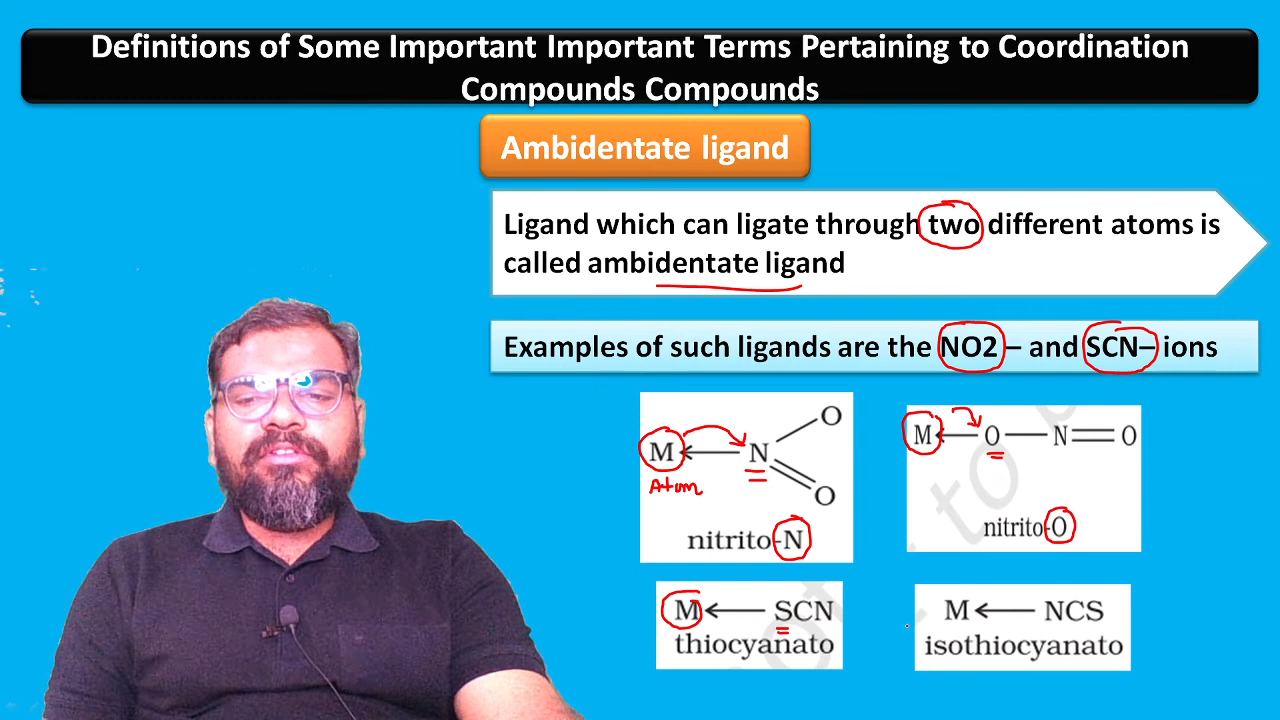 Definitions of Some Important Important Terms Pertaining to Coordination
Compounds Compounds
Ambidentate ligand
Ligand which can ligate through two different atoms is
called ambidentate ligand
Examples of such ligands are the NO2 – and SCN– ions
M ← N O O
Atom
nitrito-N
M ← O — N = O
nitrito-O
M ← SCN
thiocyanato
M ← NCS
isothiocyanato